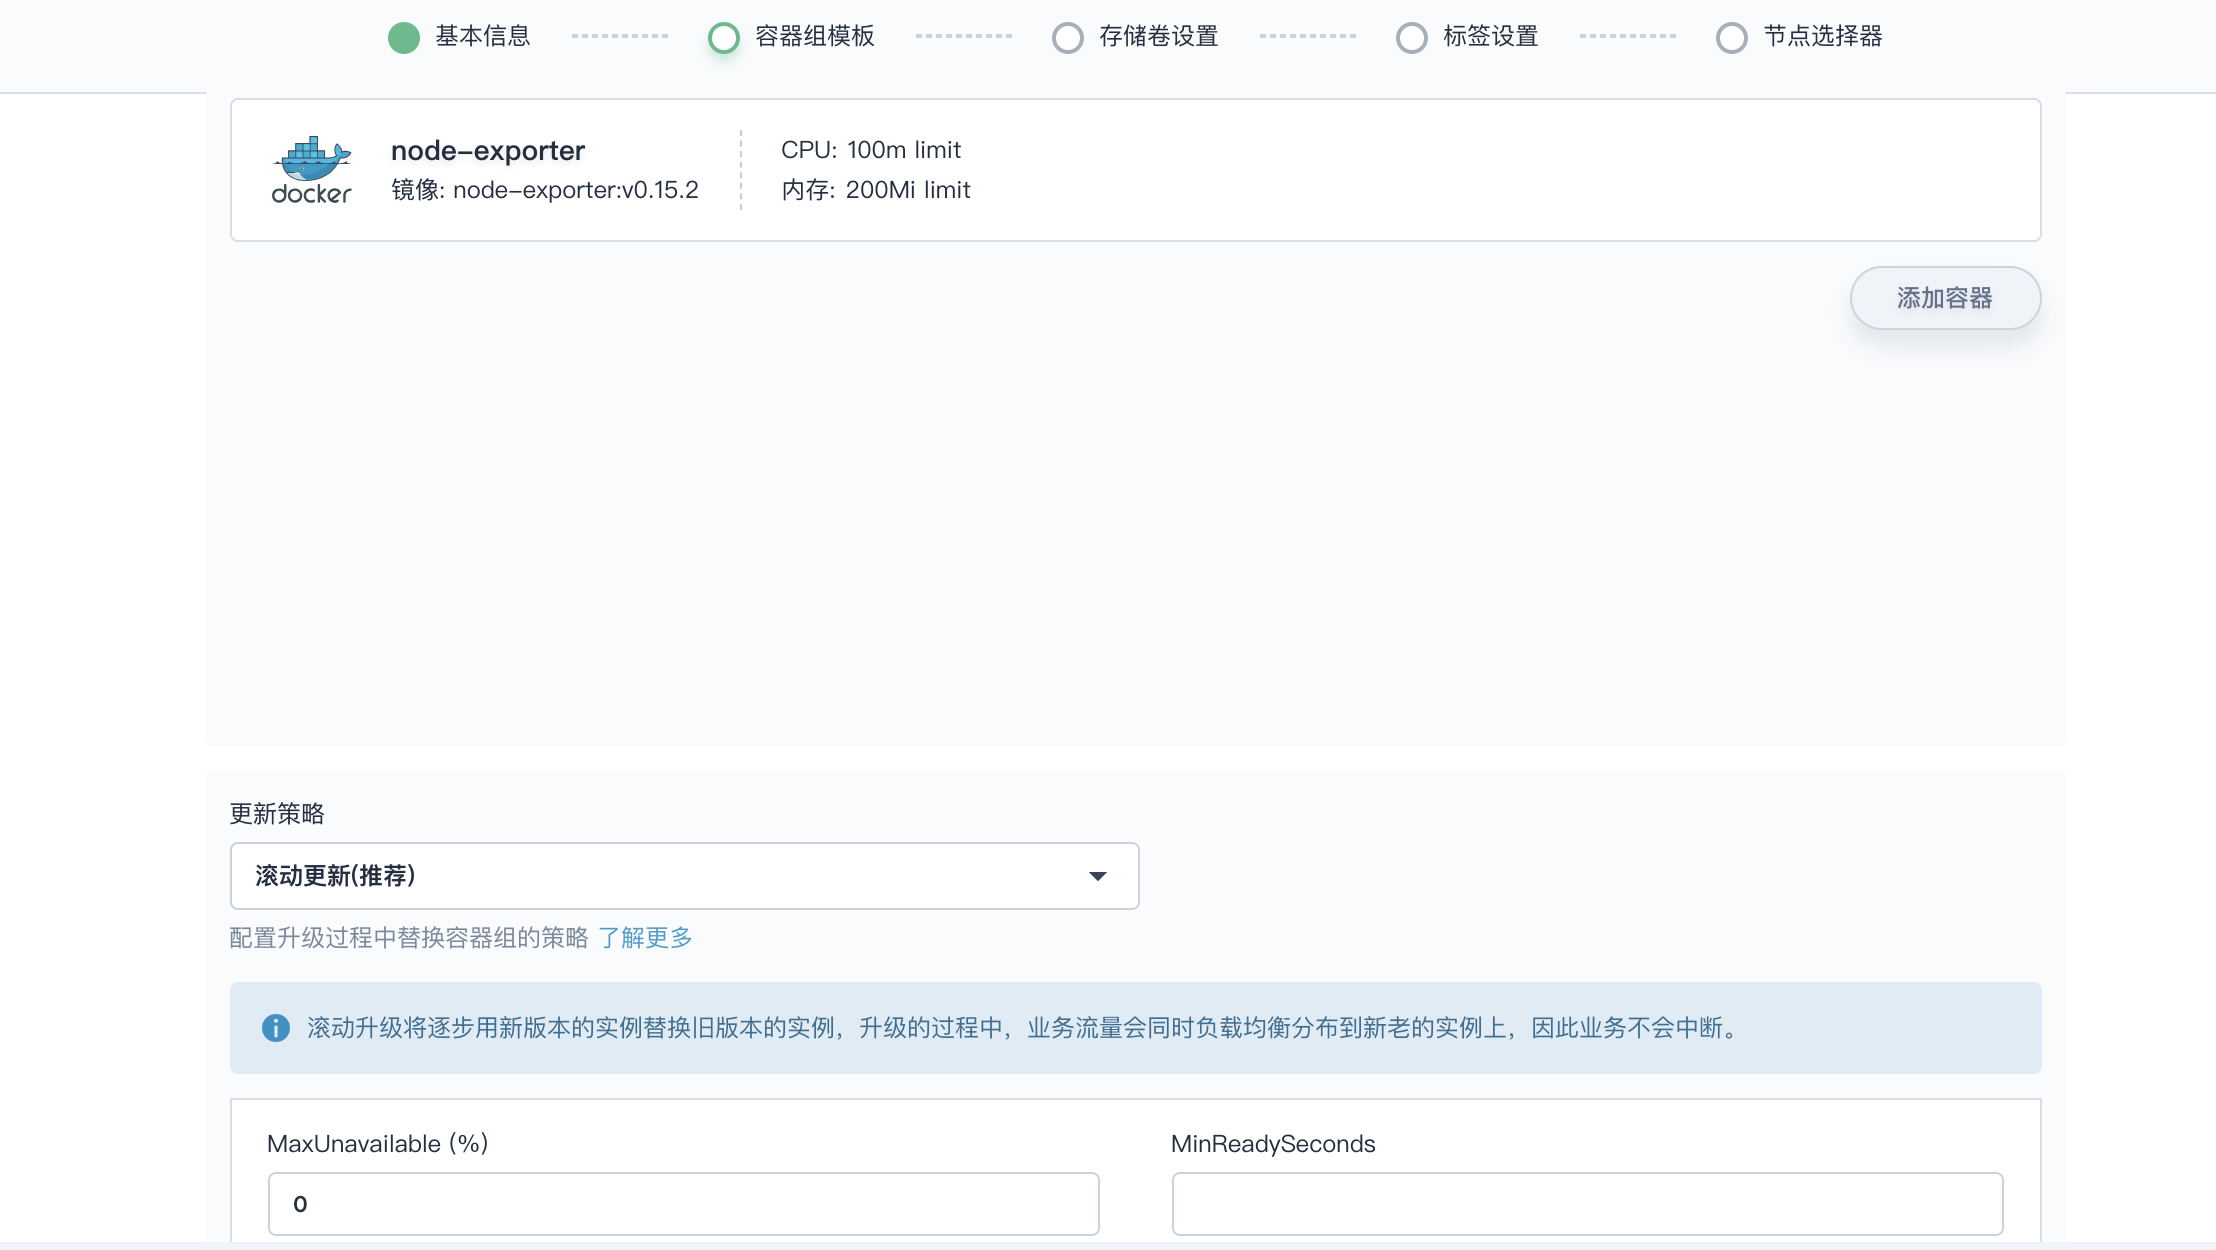 基本信息
容器组模板
存储卷设置
标签设置
节点选择器
docker
node-exporter
镜像: node-exporter:v0.15.2
CPU: 100m limit
内存: 200Mi limit
添加容器
更新策略
滚动更新(推荐)
配置升级过程中替换容器组的策略 了解更多
滚动升级将逐步用新版本的实例替换旧版本的实例，升级的过程中，业务流量会同时负载均衡分布到新老的实例上，因此业务不会中断。
MaxUnavailable (%)
MinReadySeconds
0